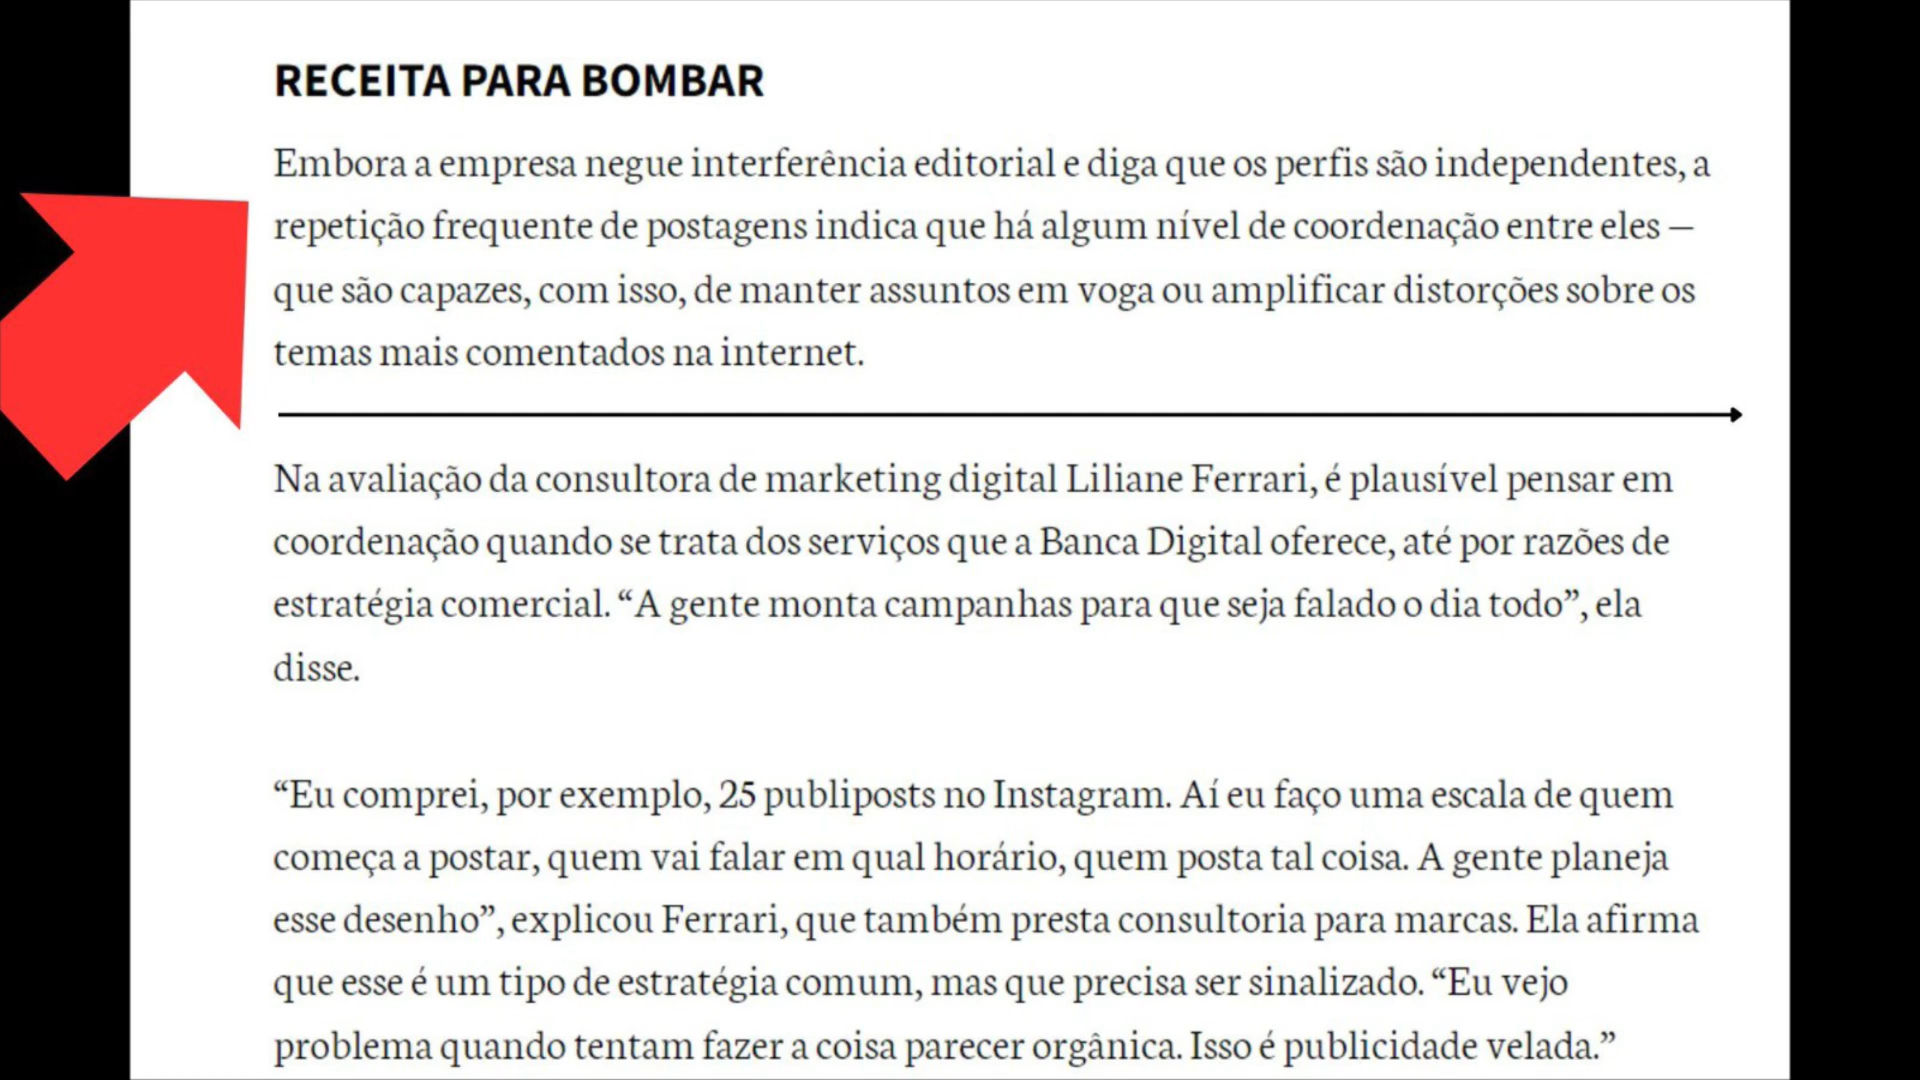 RECEITA PARA BOMBAR
Embora a empresa negue interferência editorial e diga que os perfis são independentes, a
repetição frequente de postagens indica que há algum nível de coordenação entre eles —
que são capazes, com isso, de manter assuntos em voga ou amplificar distorções sobre os
temas mais comentados na internet.
Na avaliação da consultora de marketing digital Liliane Ferrari, é plausível pensar em
coordenação quando se trata dos serviços que a Banca Digital oferece, até por razões de
estratégia comercial. “A gente monta campanhas para que seja falado o dia todo”, ela
disse.
“Eu comprei, por exemplo, 25 publiposts no Instagram. Aí eu faço uma escala de quem
começa a postar, quem vai falar em qual horário, quem posta tal coisa. A gente planeja
esse desenho”, explicou Ferrari, que também presta consultoria para marcas. Ela afirma
que esse é um tipo de estratégia comum, mas que precisa ser sinalizado. “Eu vejo
problema quando tentam fazer a coisa parecer orgânica. Isso é publicidade velada.”